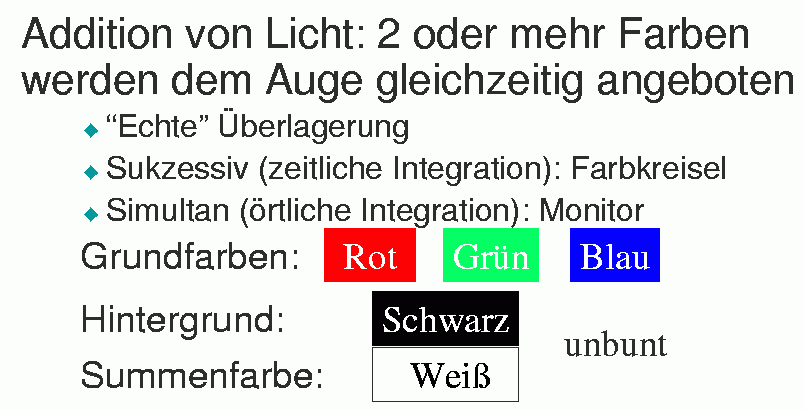 Addition von Licht: 2 oder mehr Farben
werden dem Auge gleichzeitig angeboten
“Echte” Überlagerung
Sukzessiv (zeitliche Integration): Farbkreisel
Simultan (örtliche Integration): Monitor
Grundfarben: Rot Grün Blau
Hintergrund: Schwarz
unbunt
Summenfarbe: Weiß